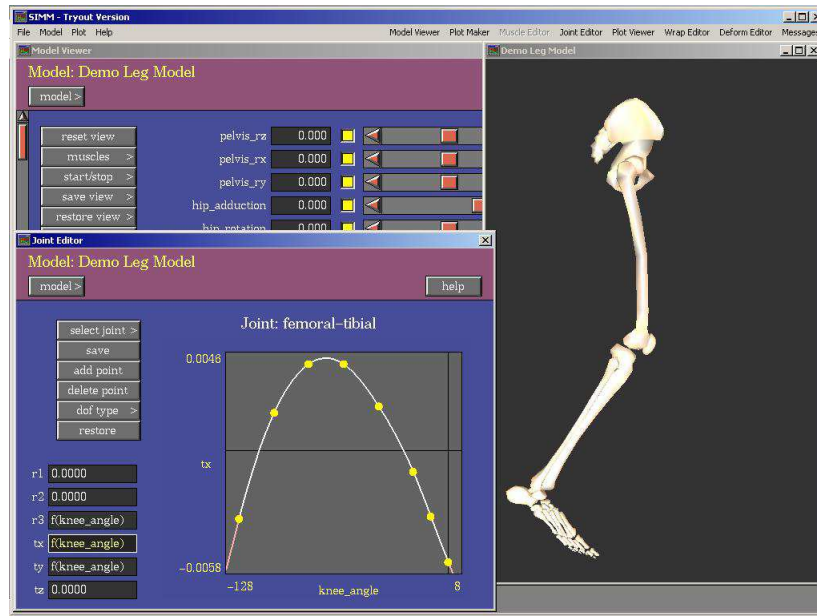 SIMM - Tryout Version
File Model Plot Help Model Viewer Plot Maker Muscle Editor Joint Editor Plot Viewer Wrap Editor Deform Editor Messages
Model Viewer
Demo Leg Model
Model: Demo Leg Model
model >
reset view pelvis_rz 0.000
muscles > pelvis_rx 0.000
start/stop > pelvis_ry 0.000
save view > hip_adduction 0.000
restore view > hip_rotation 0.000
Joint Editor
Model: Demo Leg Model
model > help
select joint > Joint: femoral-tibial
save
add point
delete point
dof type >
restore
0.0046
tx
-0.0058
-128 knee_angle 8
r1 0.0000
r2 0.0000
r3 f(knee_angle)
tx f(knee_angle)
ty f(knee_angle)
tz 0.0000